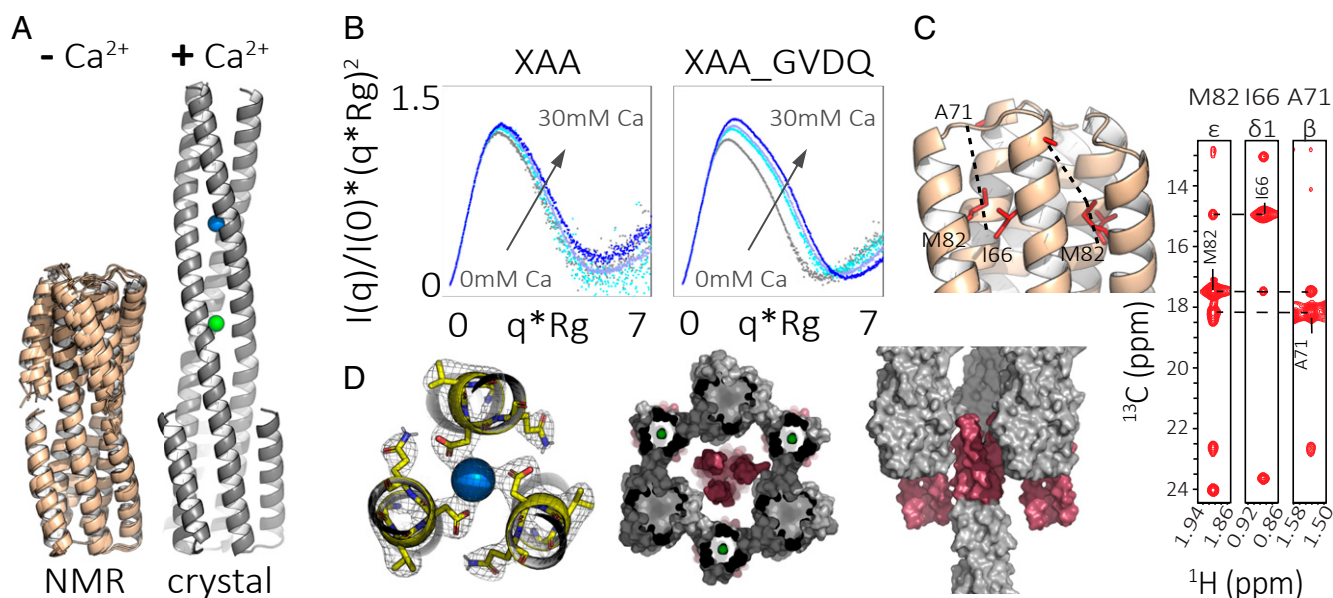 A
- Ca²⁺
+ Ca²⁺
NMR
crystal
B
XAA
XAA_GVDQ
I(q)/I(0)*(q*Rg)²
1.5
0
30mM Ca
0mM Ca
30mM Ca
0mM Ca
0 q*Rg 7
0 q*Rg 7
C
A71
M82
I66
M82
M82 I66 A71
ε δ1 β
I66
M82
A71
¹³C (ppm)
14
16
18
20
22
24
1.94
1.86
0.92
0.86
1.58
1.50
¹H (ppm)
D